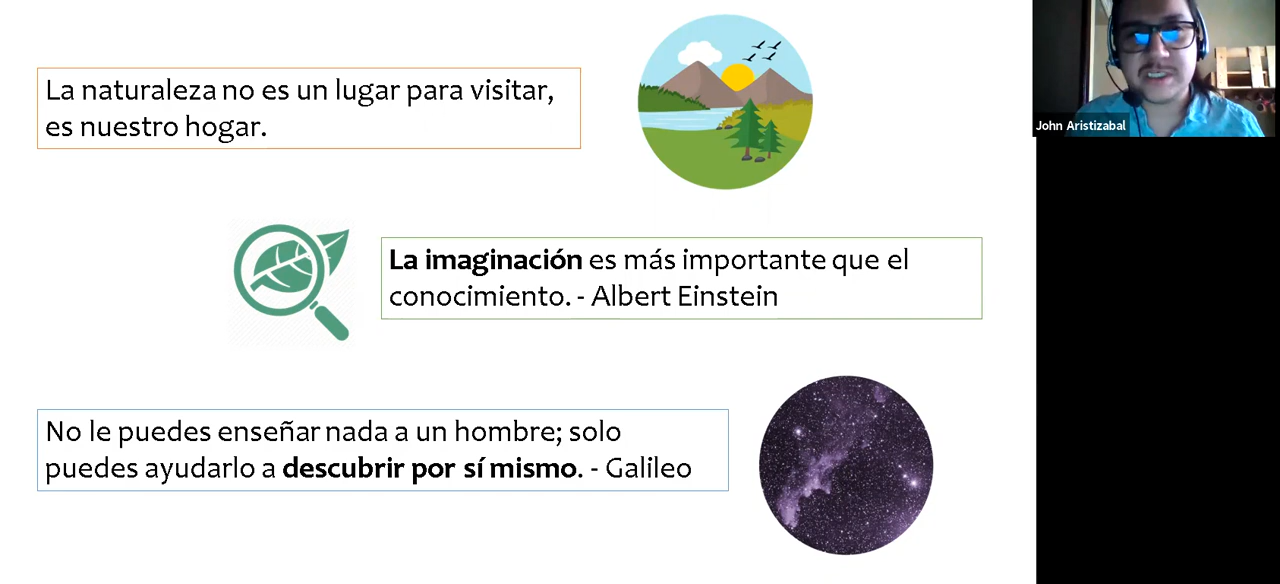 La naturaleza no es un lugar para visitar,
es nuestro hogar.
John Aristizabal
La imaginación es más importante que el
conocimiento. - Albert Einstein
No le puedes enseñar nada a un hombre; solo
puedes ayudarlo a descubrir por sí mismo. - Galileo